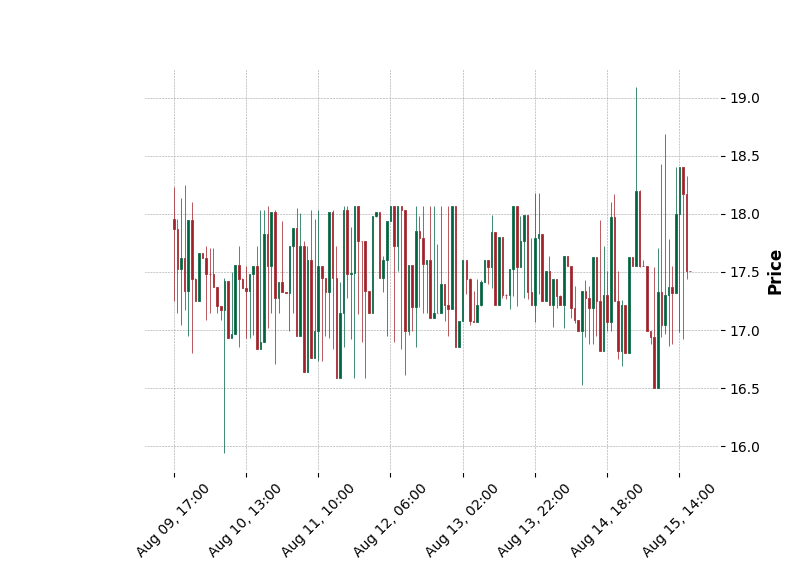 19.0
18.5
18.0
17.5
17.0
16.5
16.0
Price
Aug 09, 17:00
Aug 10, 13:00
Aug 11, 10:00
Aug 12, 06:00
Aug 13, 02:00
Aug 13, 22:00
Aug 14, 18:00
Aug 15, 14:00